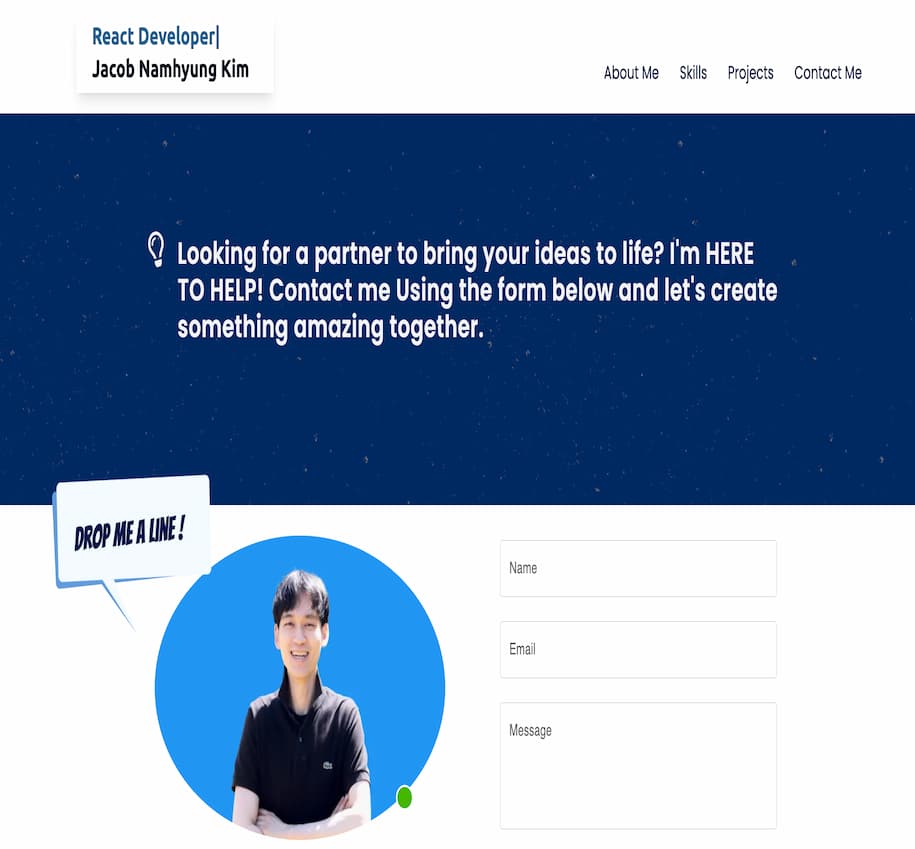 React Developer|
Jacob Namhyung Kim
About Me Skills Projects Contact Me
Looking for a partner to bring your ideas to life? I'm HERE
TO HELP! Contact me Using the form below and let's create
something amazing together.
DROP ME A LINE !
Name
Email
Message